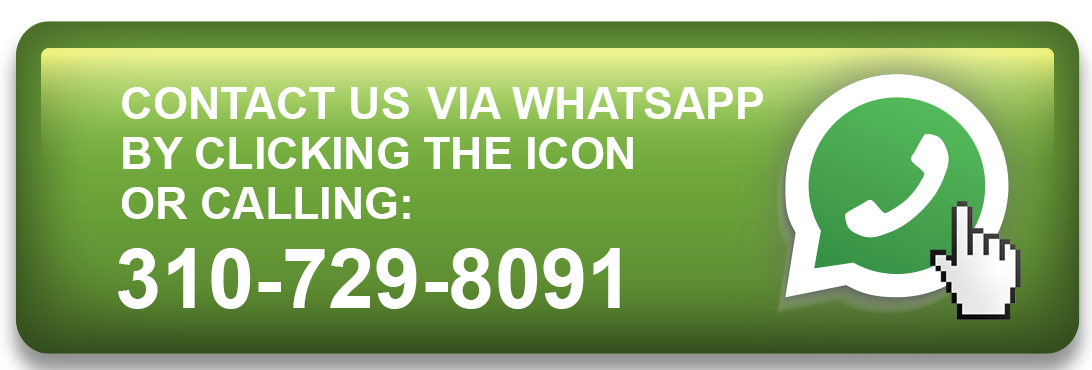 CONTACT US VIA WHATSAPP
BY CLICKING THE ICON
OR CALLING:
310-729-8091